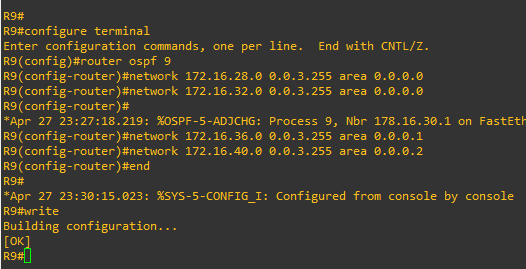 R9#
R9#configure terminal
Enter configuration commands, one per line.  End with CNTL/Z.
R9(config)#router ospf 9
R9(config-router)#network 172.16.28.0 0.0.3.255 area 0.0.0.0
R9(config-router)#network 172.16.32.0 0.0.3.255 area 0.0.0.0
R9(config-router)#
*Apr 27 23:27:18.219: %OSPF-5-ADJCHG: Process 9, Nbr 178.16.30.1 on FastEth
R9(config-router)#network 172.16.36.0 0.0.3.255 area 0.0.0.1
R9(config-router)#network 172.16.40.0 0.0.3.255 area 0.0.0.2
R9(config-router)#end
R9#
*Apr 27 23:30:15.023: %SYS-5-CONFIG_I: Configured from console by console
R9#write
Building configuration...
[OK]
R9#